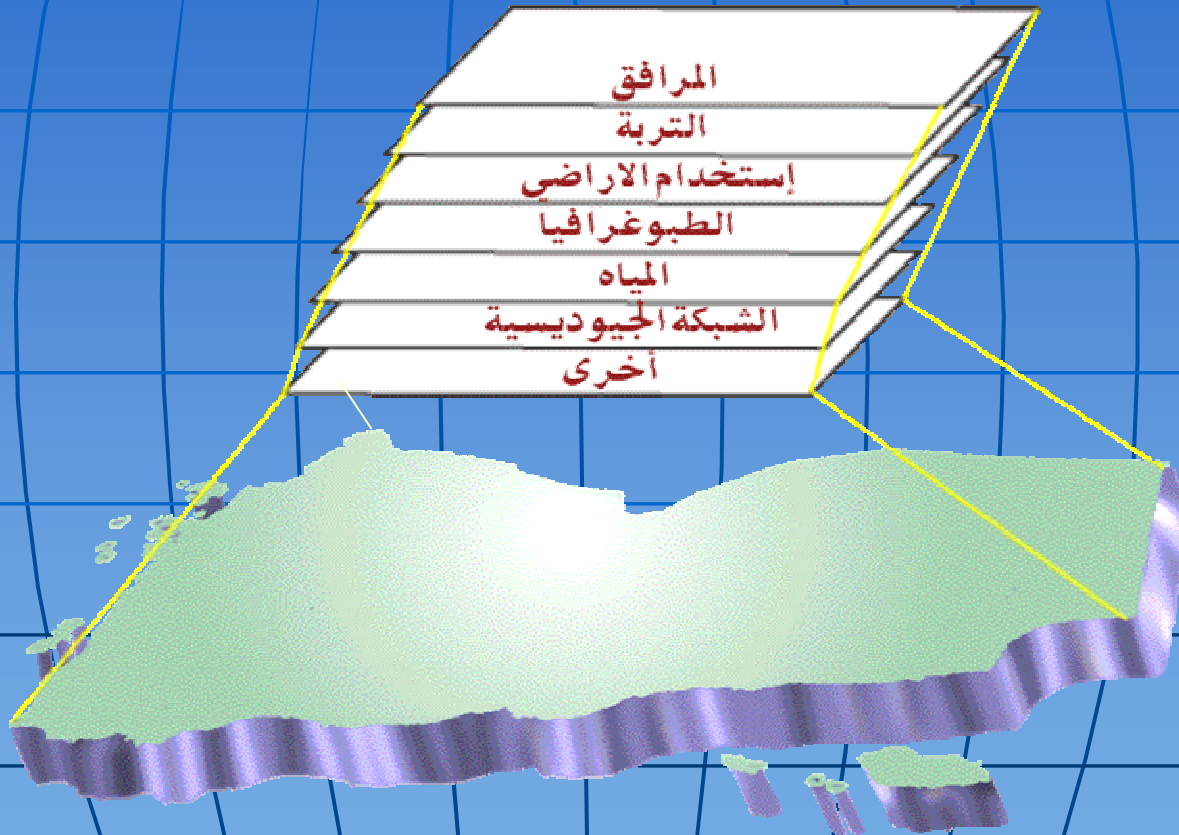 المرافق
التربة
إستخدام الاراضي
الطبوغرافيا
المياه
الشبكة الجيوديسية
أخرى